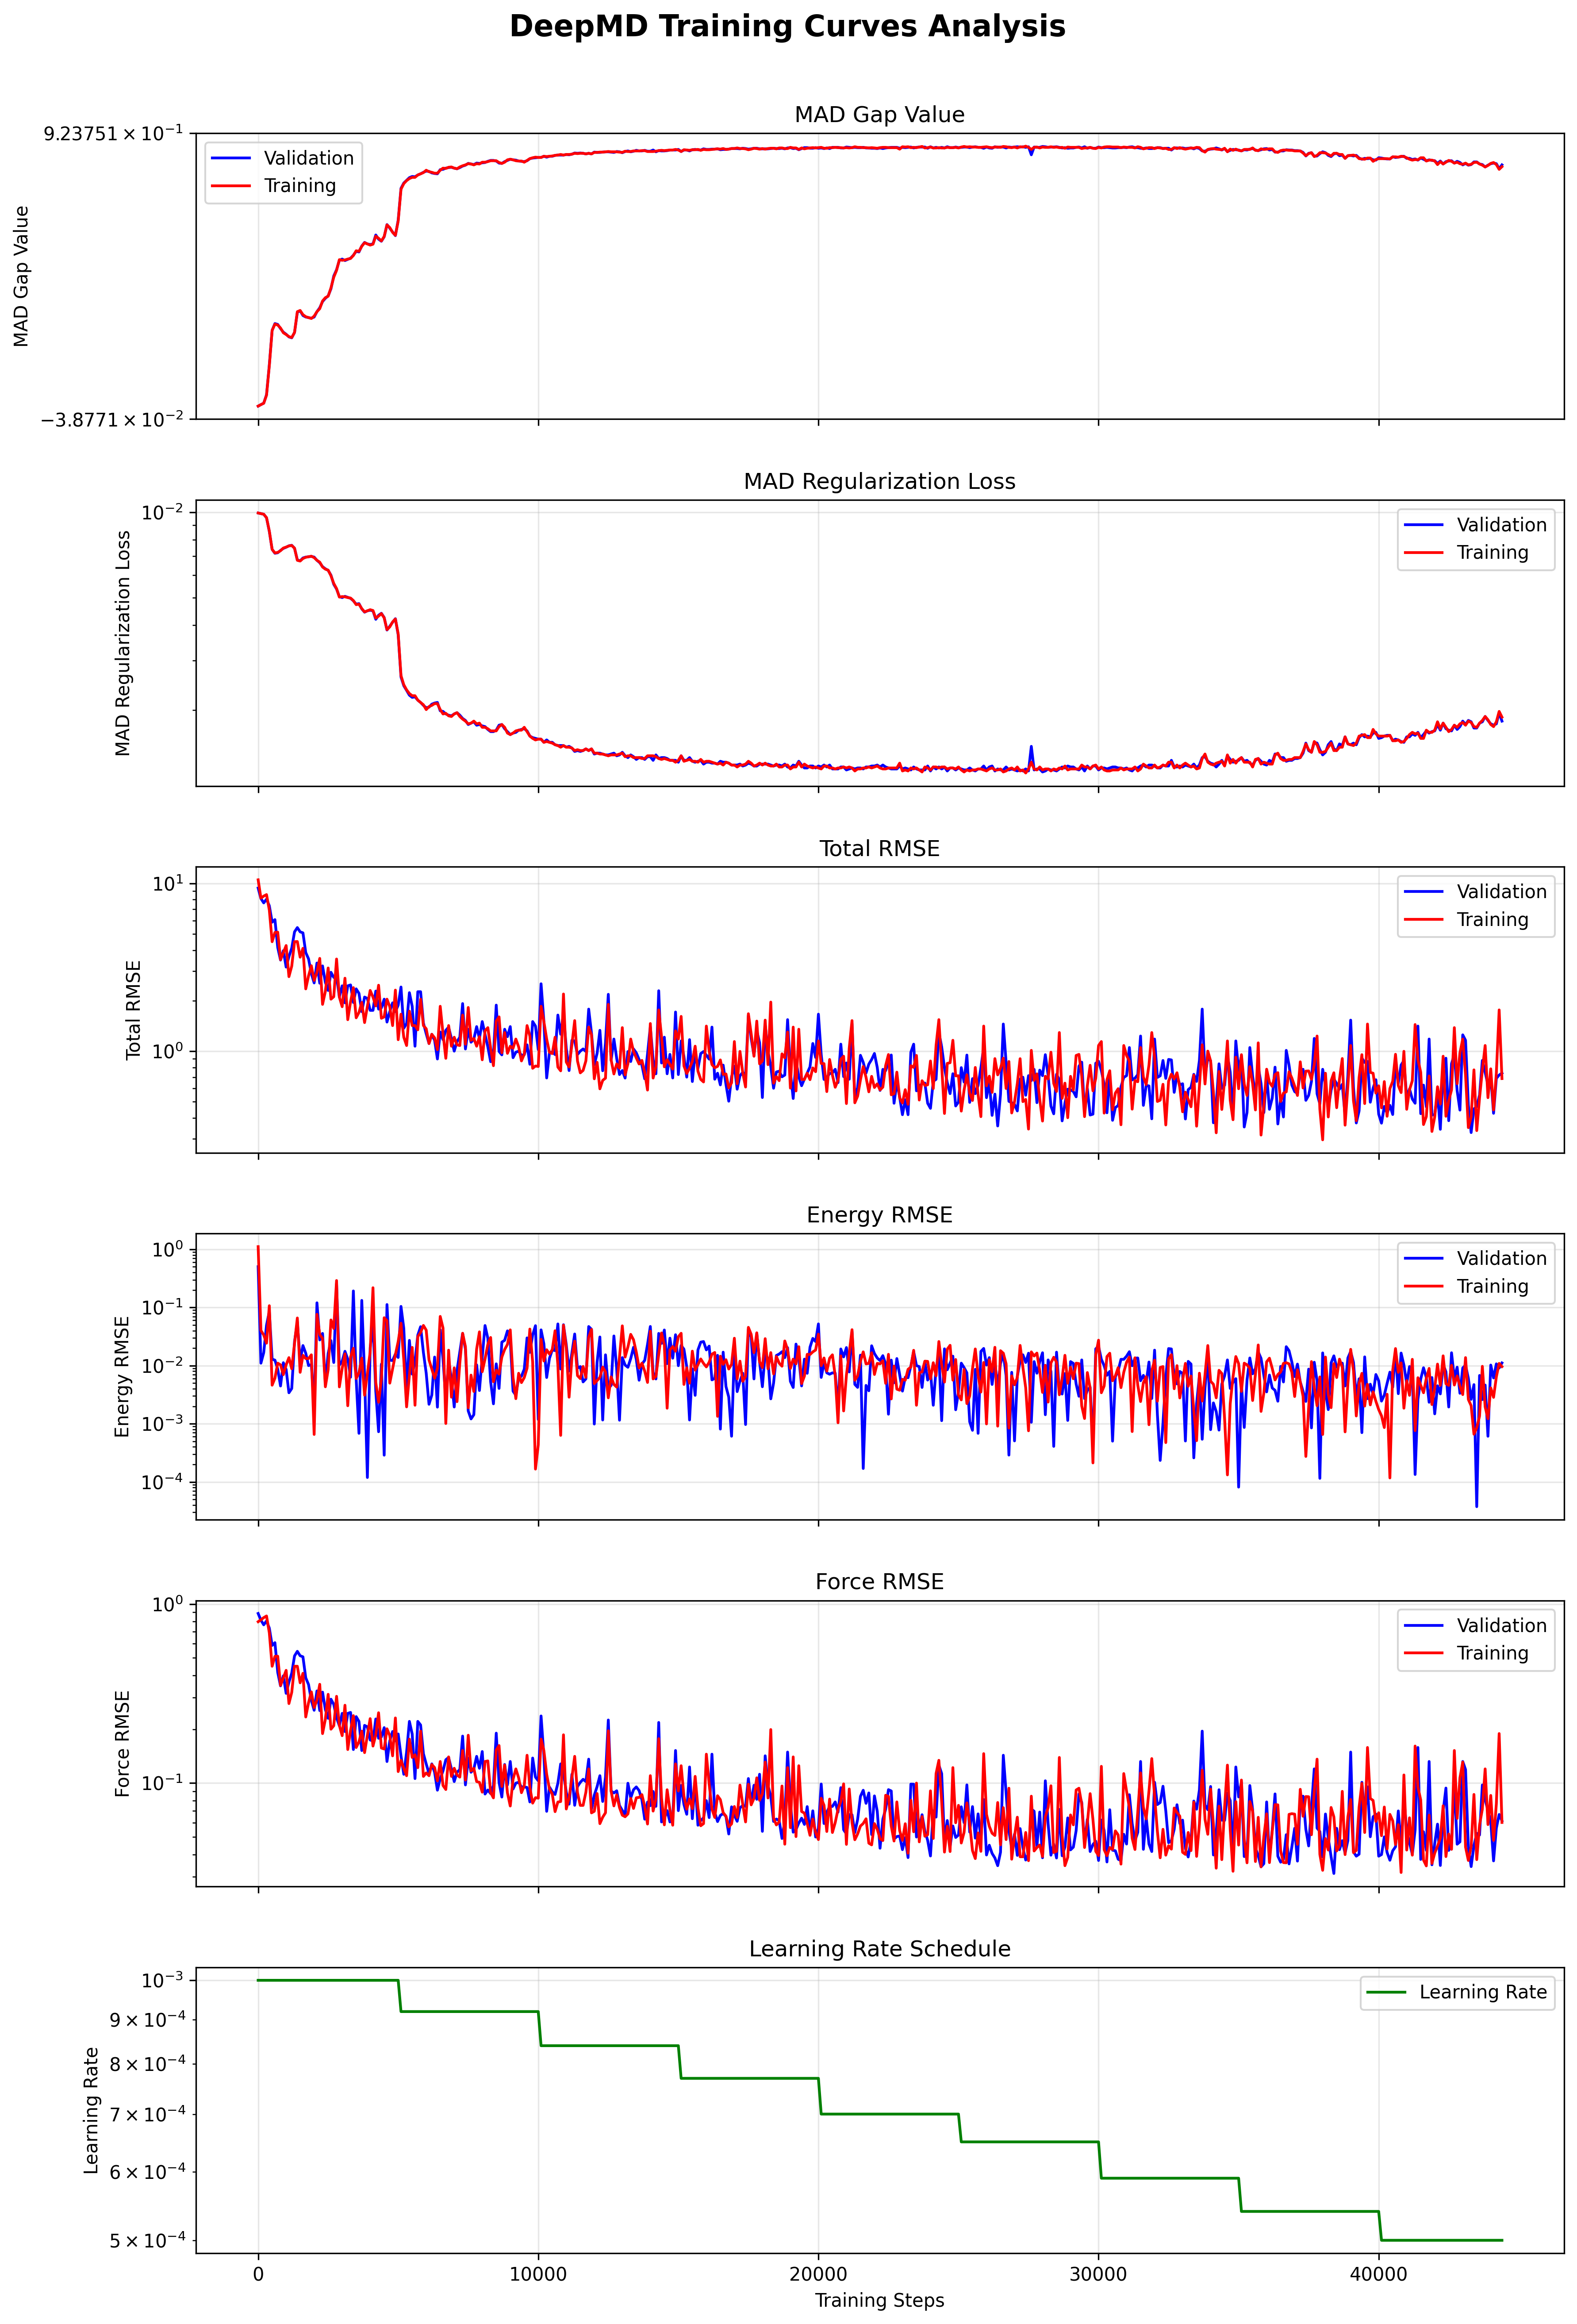 DeepMD Training Curves Analysis
MAD Gap Value
9.23751 × 10⁻¹
−3.8771 × 10⁻²
MAD Gap Value
Validation
Training
MAD Regularization Loss
10⁻²
MAD Regularization Loss
Validation
Training
Total RMSE
10¹
10⁰
Total RMSE
Validation
Training
Energy RMSE
10⁰
10⁻¹
10⁻²
10⁻³
10⁻⁴
Energy RMSE
Validation
Training
Force RMSE
10⁰
10⁻¹
Force RMSE
Validation
Training
Learning Rate Schedule
10⁻³
9 × 10⁻⁴
8 × 10⁻⁴
7 × 10⁻⁴
6 × 10⁻⁴
5 × 10⁻⁴
Learning Rate
Learning Rate
0 10000 20000 30000 40000
Training Steps